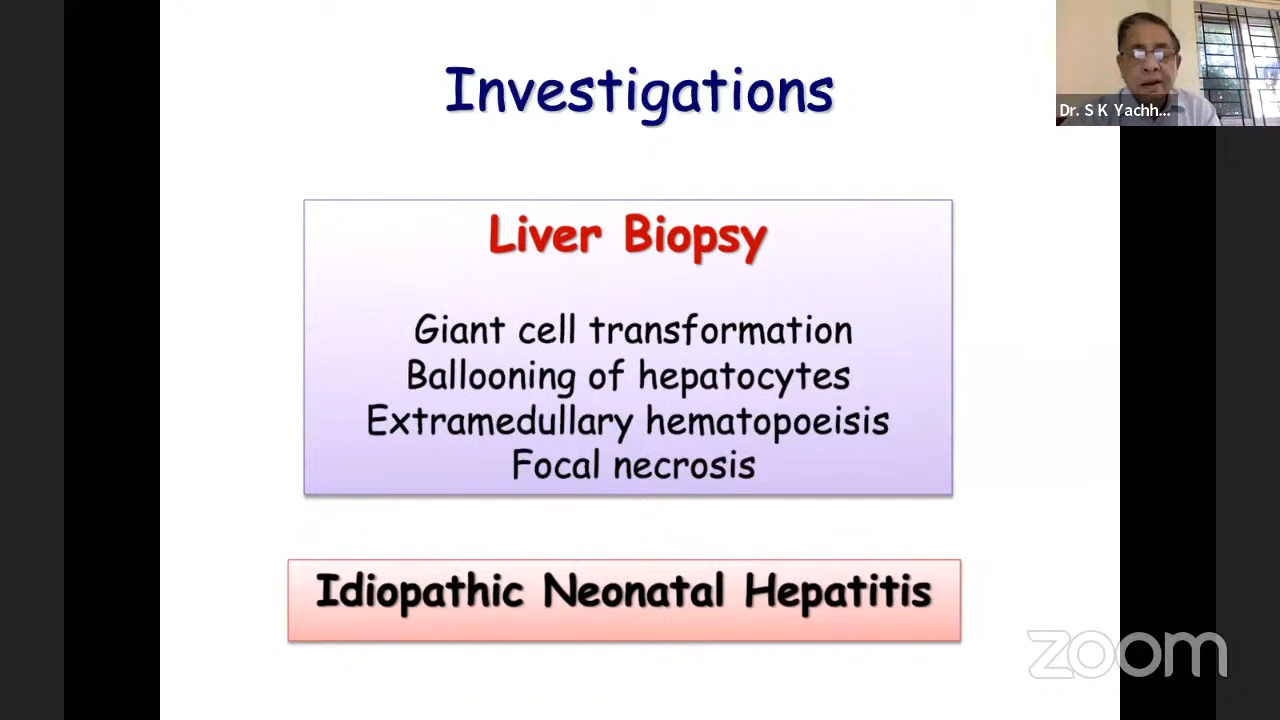 Investigations
Dr. S K Yachh...
Liver Biopsy
Giant cell transformation
Ballooning of hepatocytes
Extramedullary hematopoeisis
Focal necrosis
Idiopathic Neonatal Hepatitis
zoom